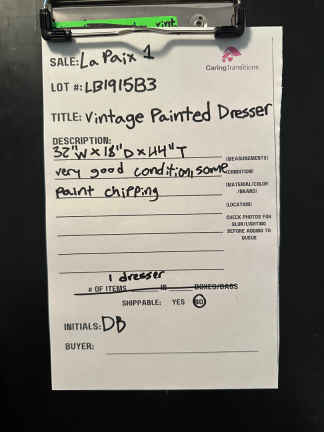 SALE: La Paix 1
CaringTransitions
LOT #: LB1915B3
TITLE: Vintage Painted Dresser
DESCRIPTION:
32"W x 18"D x 44"T (MEASUREMENTS)
very good condition, some (CONDITION)
paint chipping (MATERIAL/COLOR
/BRAND)
(LOCATION)
CHECK PHOTOS FOR
BLUR/LIGHTING
BEFORE ADDING TO
QUEUE
1 dresser
# OF ITEMS IN BOXES/BAGS
SHIPPABLE: YES NO
INITIALS: DB
BUYER: